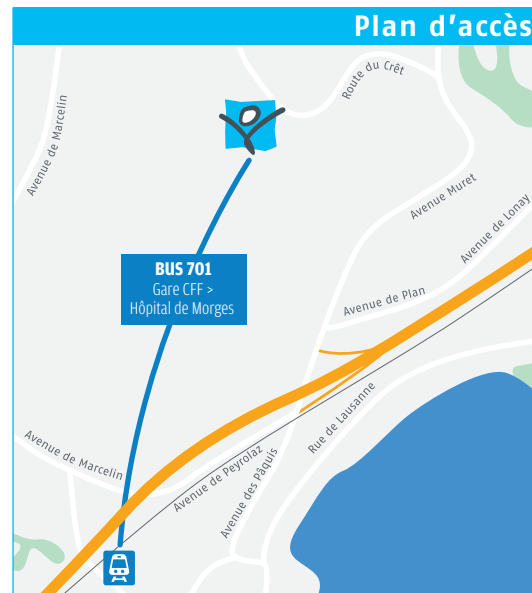 Plan d'accès
Route du Crêt
Avenue de Marcelin
Avenue Muret
Avenue de Lonay
BUS 701
Gare CFF >
Hôpital de Morges
Avenue de Plan
Rue de Lausanne
Avenue de Marcelin
Avenue de Peyrolaz
Avenue des Pâquis